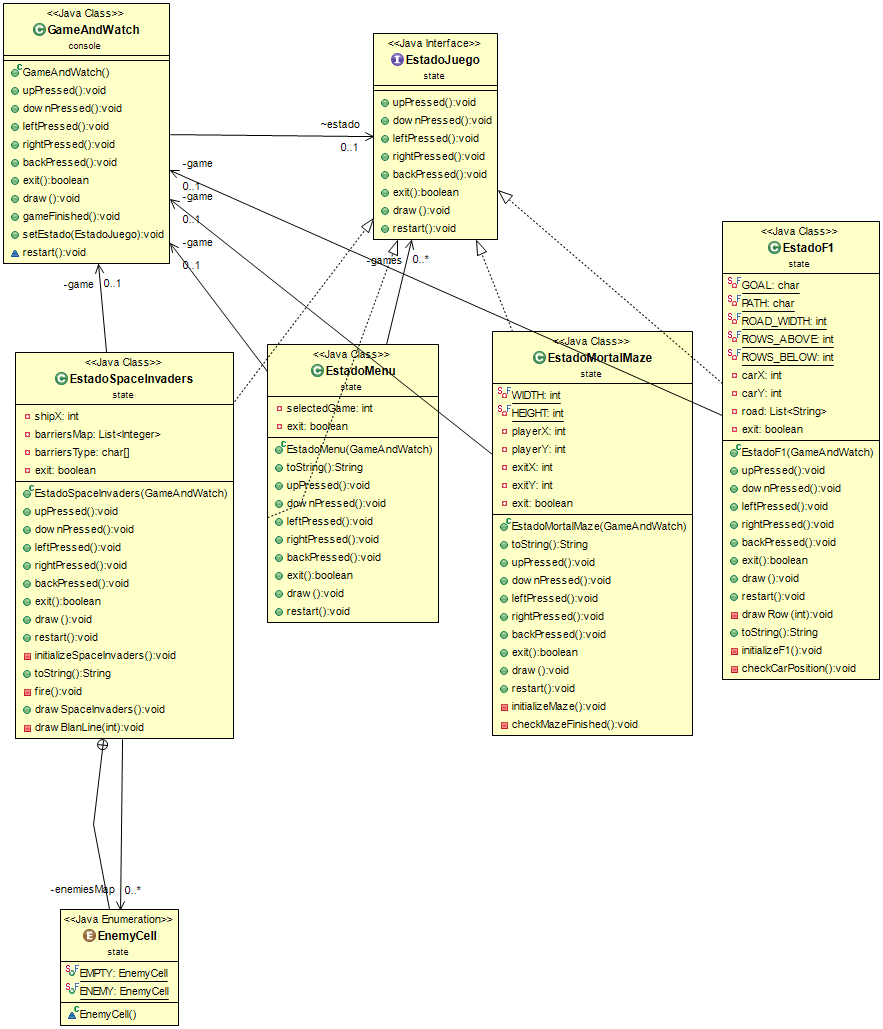 <<Java Class>>
GameAndWatch
console
GameAndWatch()
upPressed():void
downPressed():void
leftPressed():void
rightPressed():void
backPressed():void
exit():boolean
draw():void
gameFinished():void
setEstado(EstadoJuego):void
restart():void
<<Java Interface>>
EstadoJuego
state
upPressed():void
downPressed():void
leftPressed():void
rightPressed():void
backPressed():void
exit():boolean
draw():void
restart():void
~estado
0..1
-game
0..1
-game
0..1
-game
0..1
-game
0..1
-games
0..*
<<Java Class>>
EstadoF1
state
GOAL: char
PATH: char
ROAD_WIDTH: int
ROWS_ABOVE: int
ROWS_BELOW: int
carX: int
carY: int
road: List<String>
exit: boolean
EstadoF1(GameAndWatch)
upPressed():void
downPressed():void
leftPressed():void
rightPressed():void
backPressed():void
exit():boolean
draw():void
restart():void
drawRow(int):void
toString():String
initializeF1():void
checkCarPosition():void
<<Java Class>>
EstadoSpaceInvaders
state
shipX: int
barriersMap: List<Integer>
barriersType: char[]
exit: boolean
EstadoSpaceInvaders(GameAndWatch)
upPressed():void
downPressed():void
leftPressed():void
rightPressed():void
backPressed():void
exit():boolean
draw():void
restart():void
initializeSpaceInvaders():void
toString():String
fire():void
drawSpaceInvaders():void
drawBlanLine(int):void
<<Java Class>>
EstadoMenu
state
selectedGame: int
exit: boolean
EstadoMenu(GameAndWatch)
toString():String
upPressed():void
downPressed():void
leftPressed():void
rightPressed():void
backPressed():void
exit():boolean
draw():void
restart():void
<<Java Class>>
EstadoMortalMaze
state
WIDTH: int
HEIGHT: int
playerX: int
playerY: int
exitX: int
exitY: int
exit: boolean
EstadoMortalMaze(GameAndWatch)
toString():String
upPressed():void
downPressed():void
leftPressed():void
rightPressed():void
backPressed():void
exit():boolean
draw():void
restart():void
initializeMaze():void
checkMazeFinished():void
-enemiesMap
0..*
<<Java Enumeration>>
EnemyCell
state
EMPTY: EnemyCell
ENEMY: EnemyCell
EnemyCell()